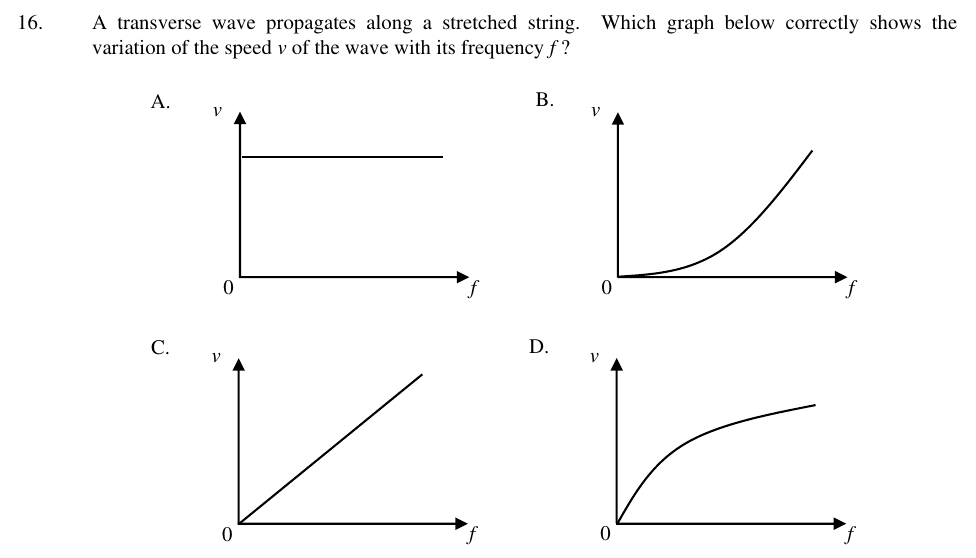 16. A transverse wave propagates along a stretched string. Which graph below correctly shows the
variation of the speed v of the wave with its frequency f ?
A. v
0 f
B. v
0 f
C. v
0 f
D. v
0 f